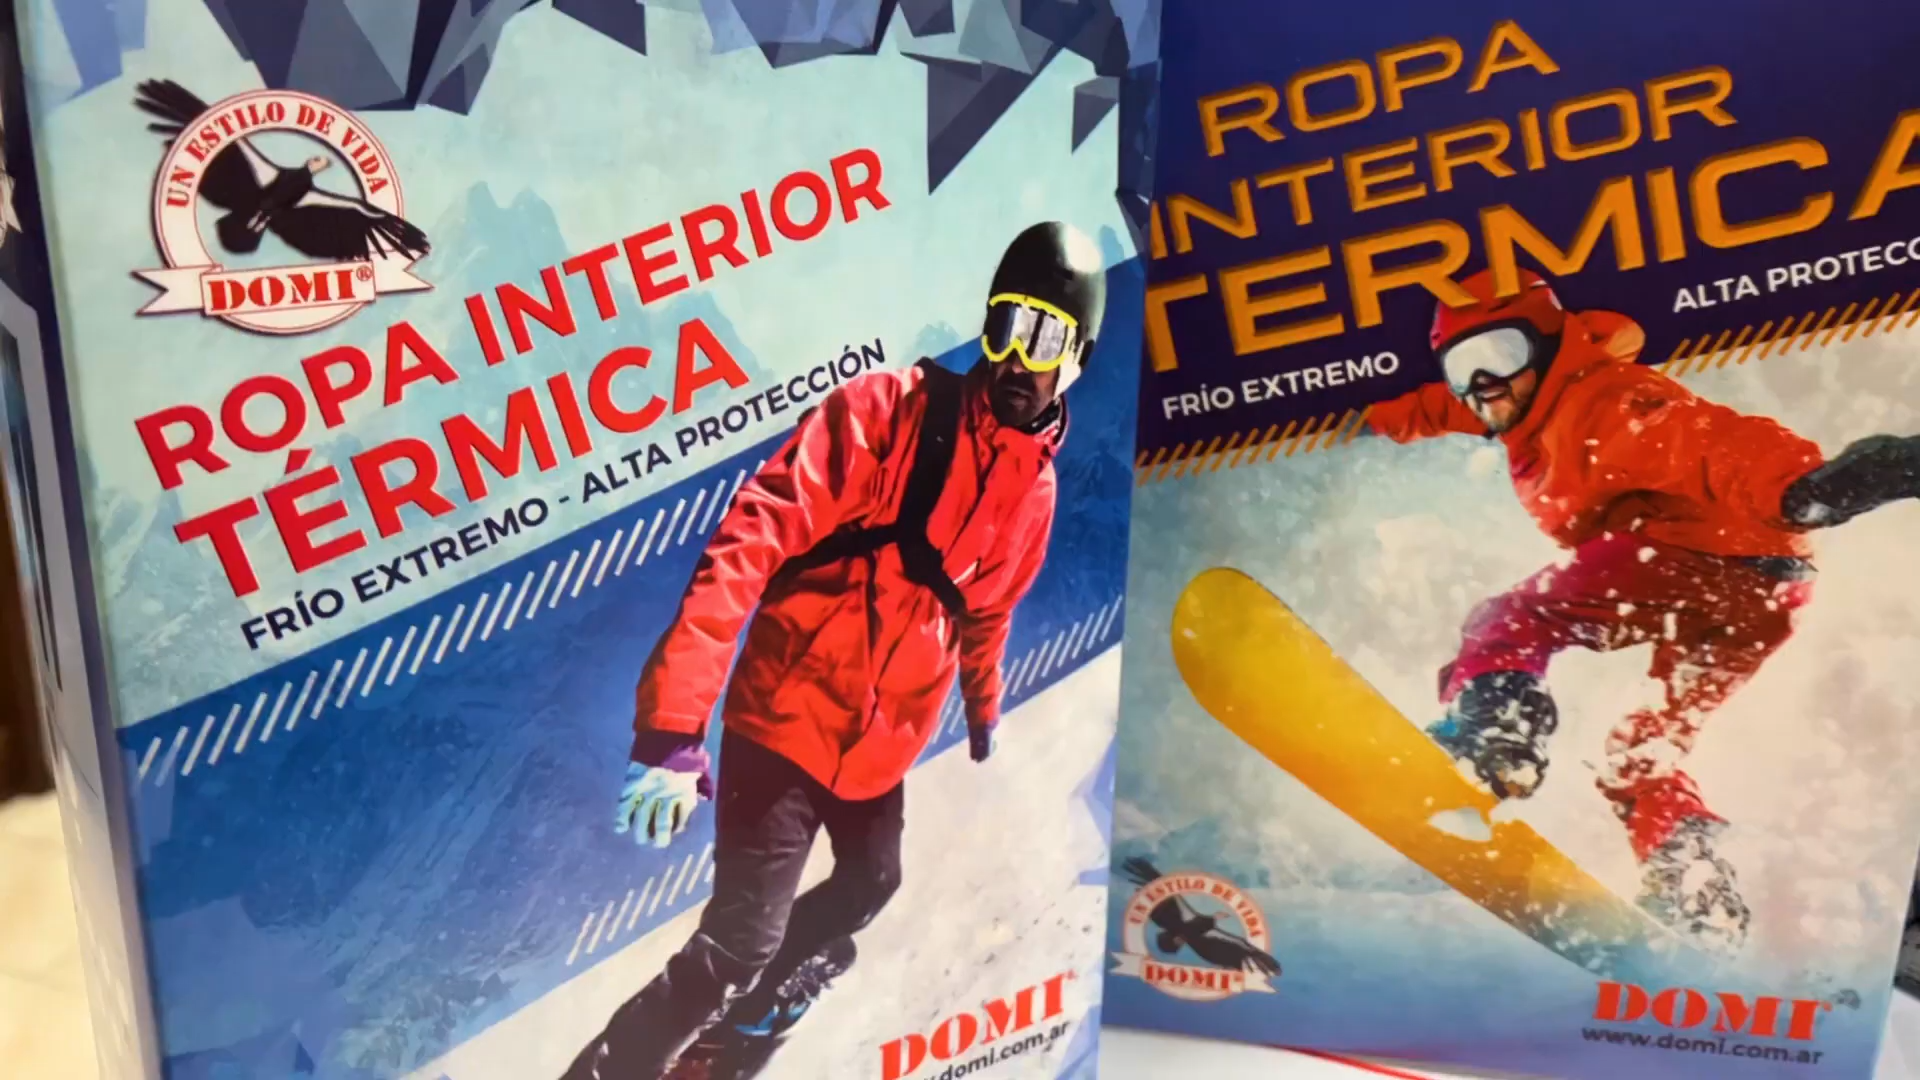 UN ESTILO DE VIDA
DOMI®
ROPA INTERIOR
TÉRMICA
FRÍO EXTREMO - ALTA PROTECCIÓN
DOMI
ROPA
INTERIOR
TERMICA
ALTA
FRÍO EXTREMO
UN ESTILO DE VIDA
DOMI
DOMI
www.domi.com.ar